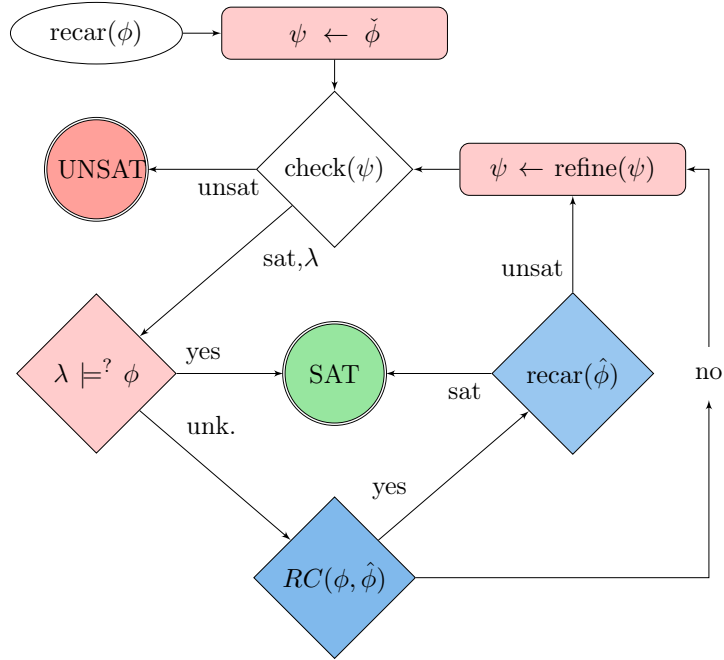 recar(ϕ)
ψ ← ϕ̌
UNSAT
unsat
check(ψ)
ψ ← refine(ψ)
sat,λ
unsat
λ ⊨? ϕ
yes
SAT
sat
recar(ϕ̂)
no
unk.
yes
RC(ϕ, ϕ̂)